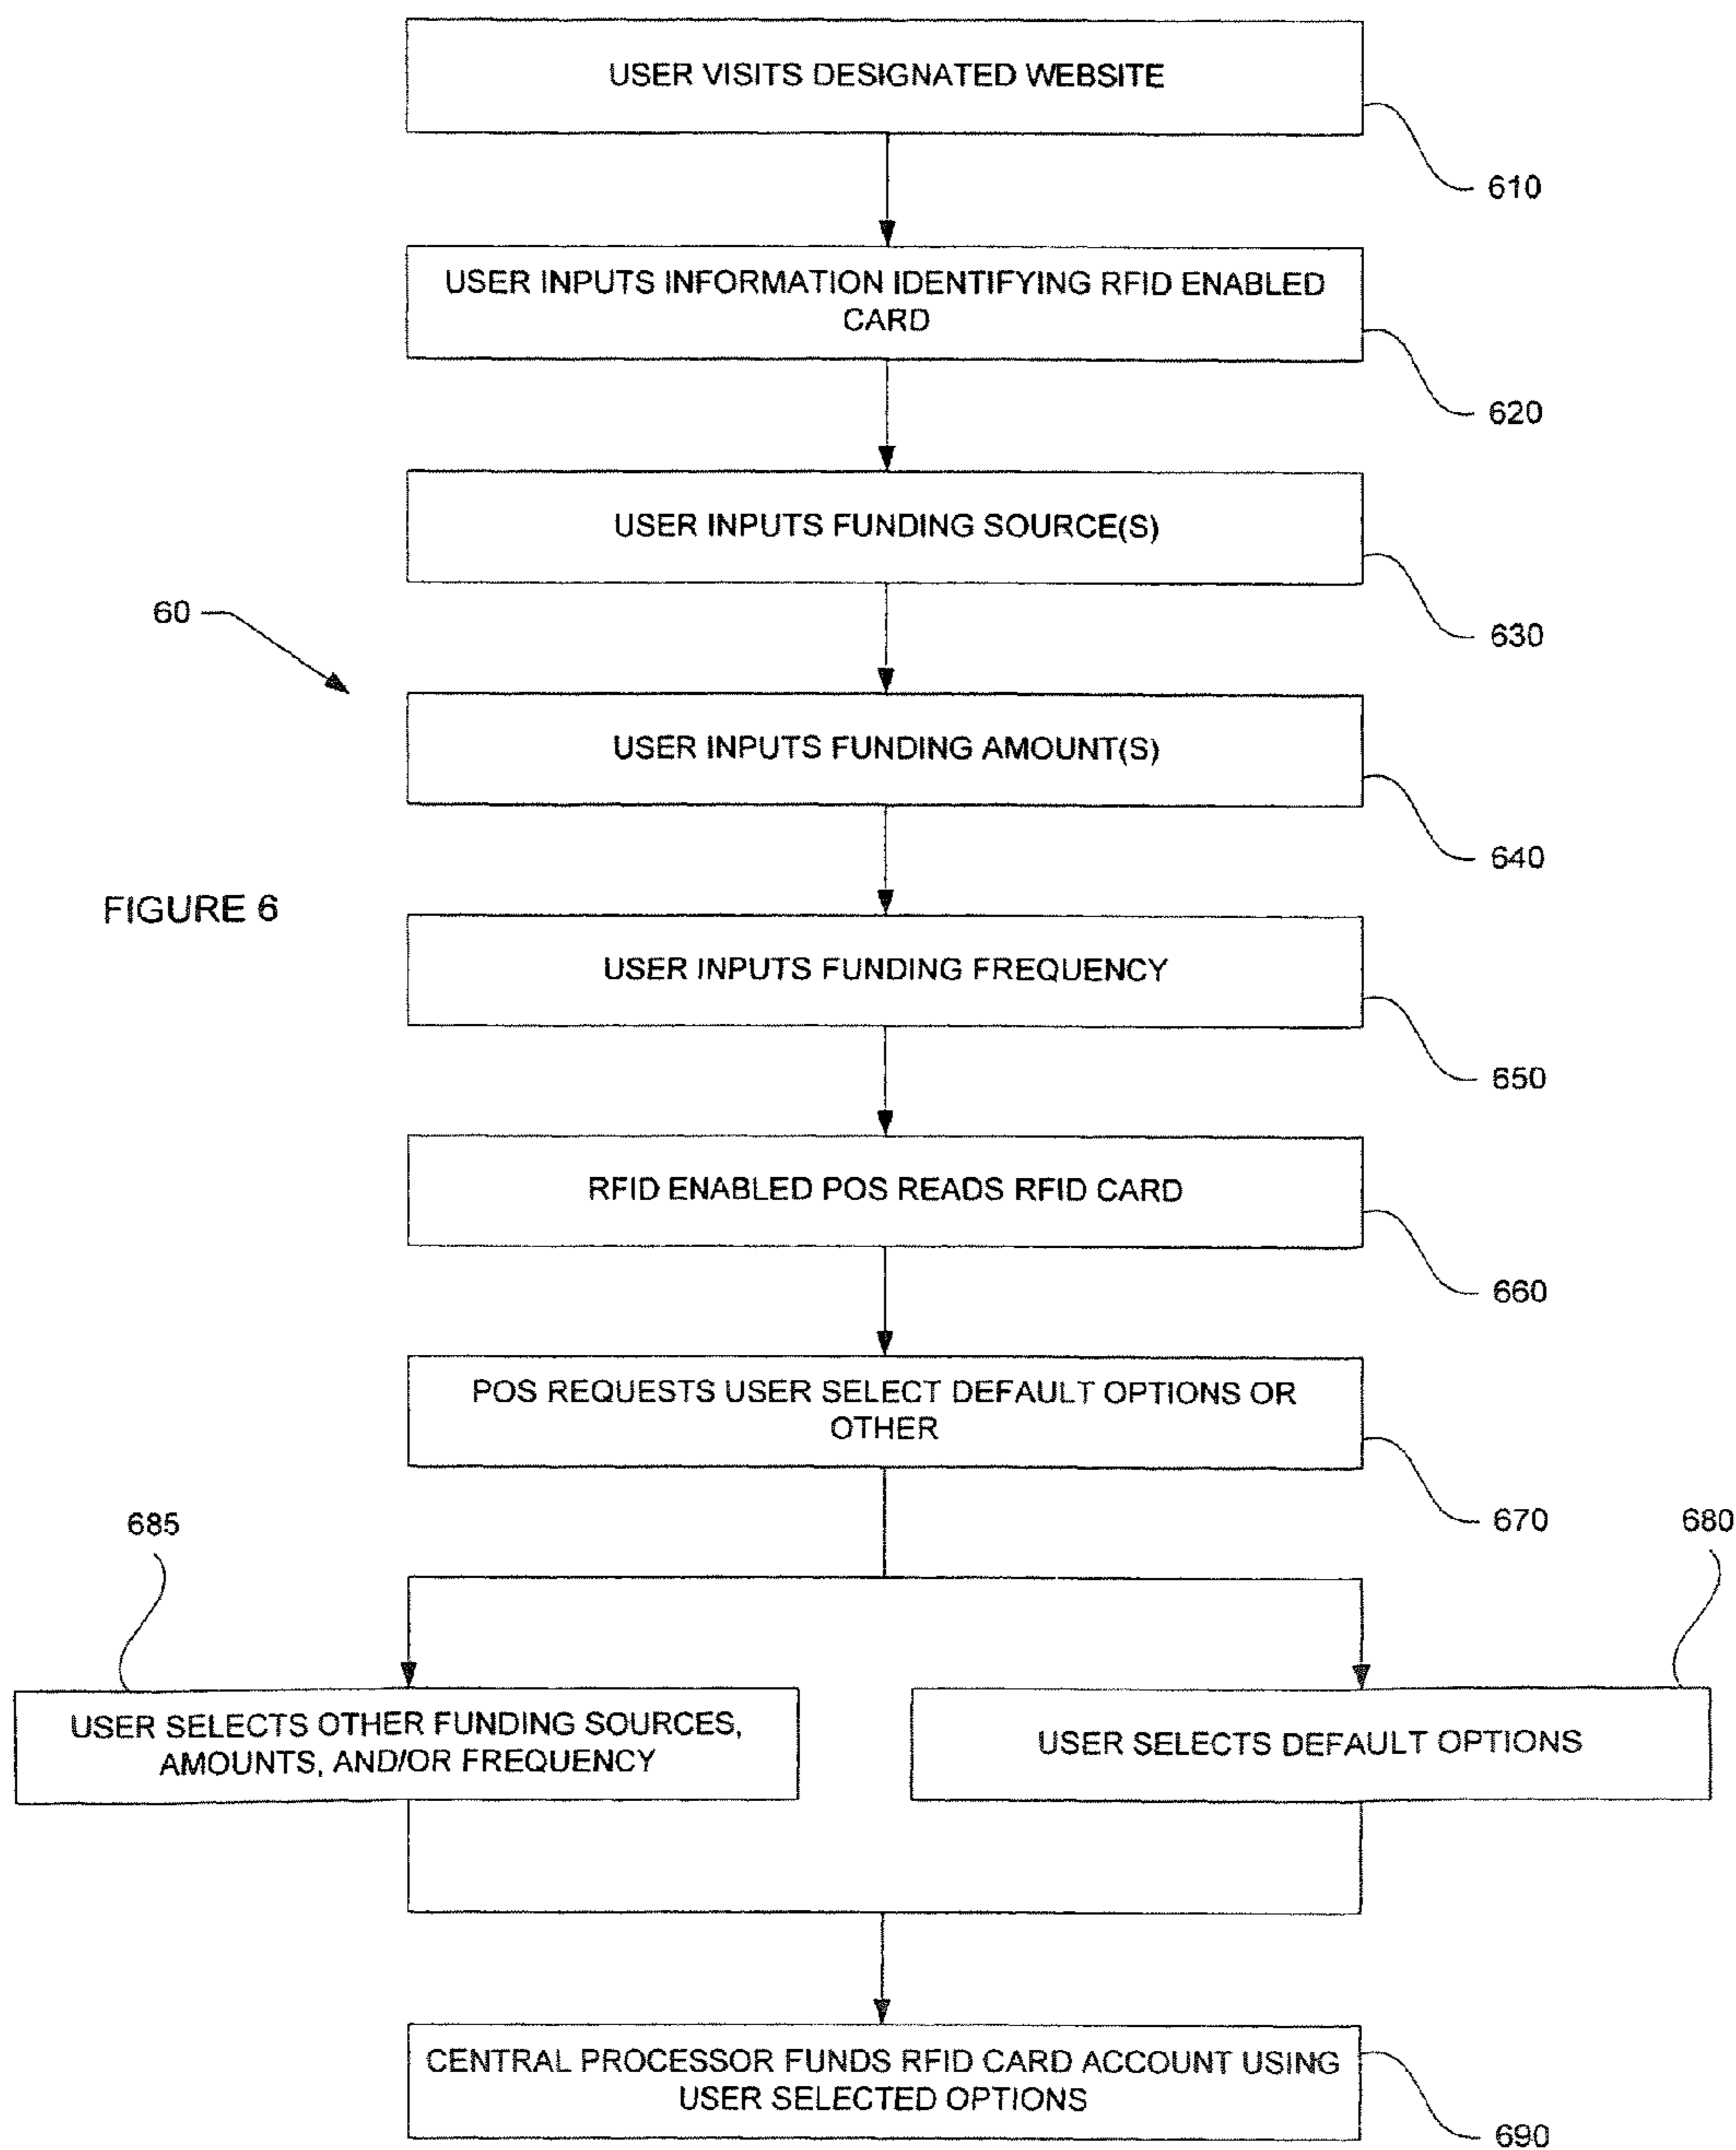 USER VISITS DESIGNATED WEBSITE
610
USER INPUTS INFORMATION IDENTIFYING RFID ENABLED
CARD
620
USER INPUTS FUNDING SOURCE(S)
630
60
USER INPUTS FUNDING AMOUNT(S)
640
FIGURE 6
USER INPUTS FUNDING FREQUENCY
650
RFID ENABLED POS READS RFID CARD
660
POS REQUESTS USER SELECT DEFAULT OPTIONS OR
OTHER
670
685
680
USER SELECTS OTHER FUNDING SOURCES,
AMOUNTS, AND/OR FREQUENCY
USER SELECTS DEFAULT OPTIONS
CENTRAL PROCESSOR FUNDS RFID CARD ACCOUNT USING
USER SELECTED OPTIONS
690